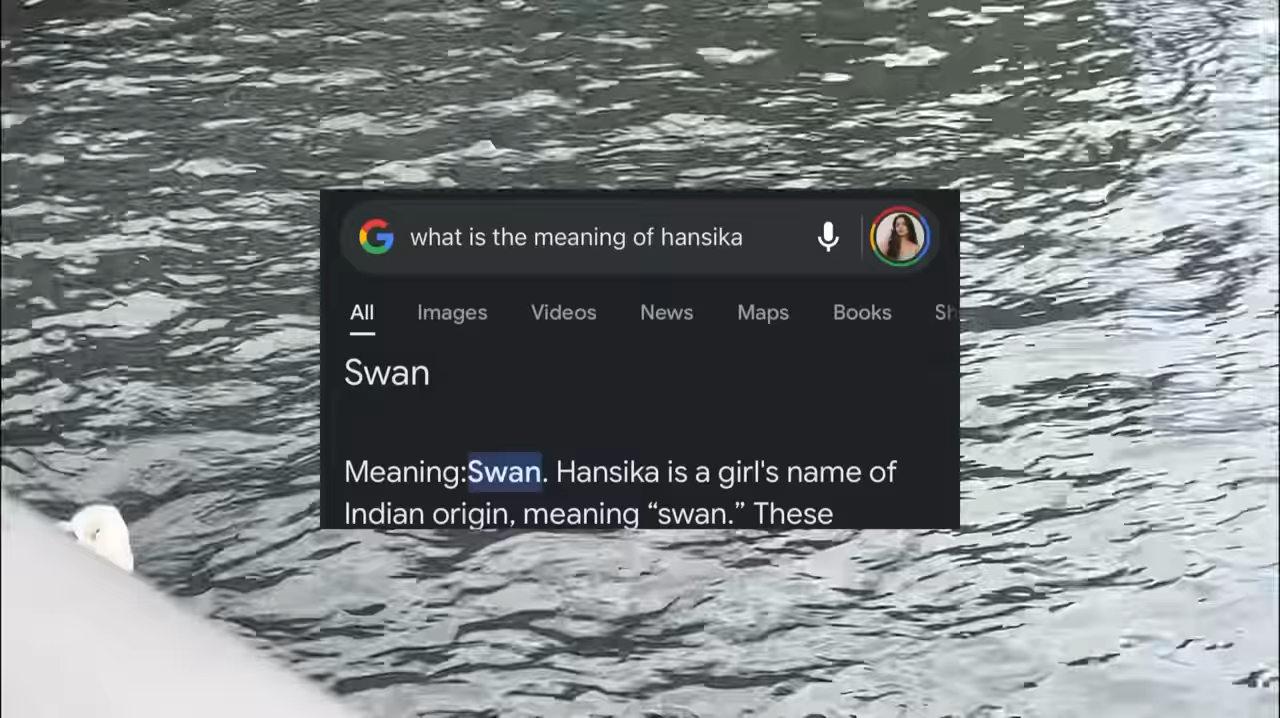 what is the meaning of hansika
All Images Videos News Maps Books Sh
Swan
Meaning:Swan. Hansika is a girl's name of
Indian origin, meaning “swan.” These